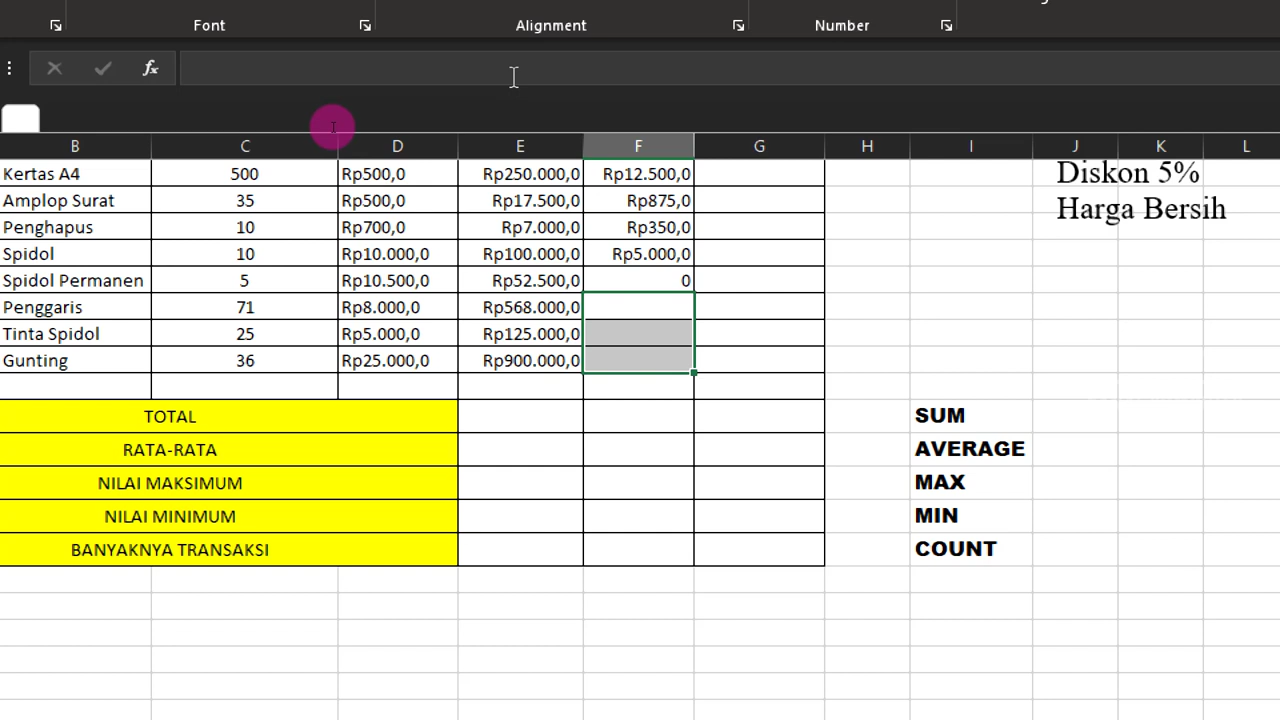 Font Alignment Number
fx
B C D E F G H I J K L
Kertas A4 500 Rp500,0 Rp250.000,0 Rp12.500,0
Amplop Surat 35 Rp500,0 Rp17.500,0 Rp875,0
Penghapus 10 Rp700,0 Rp7.000,0 Rp350,0
Spidol 10 Rp10.000,0 Rp100.000,0 Rp5.000,0
Spidol Permanen 5 Rp10.500,0 Rp52.500,0 0
Penggaris 71 Rp8.000,0 Rp568.000,0
Tinta Spidol 25 Rp5.000,0 Rp125.000,0
Gunting 36 Rp25.000,0 Rp900.000,0
Diskon 5%
Harga Bersih
TOTAL SUM
RATA-RATA AVERAGE
NILAI MAKSIMUM MAX
NILAI MINIMUM MIN
BANYAKNYA TRANSAKSI COUNT